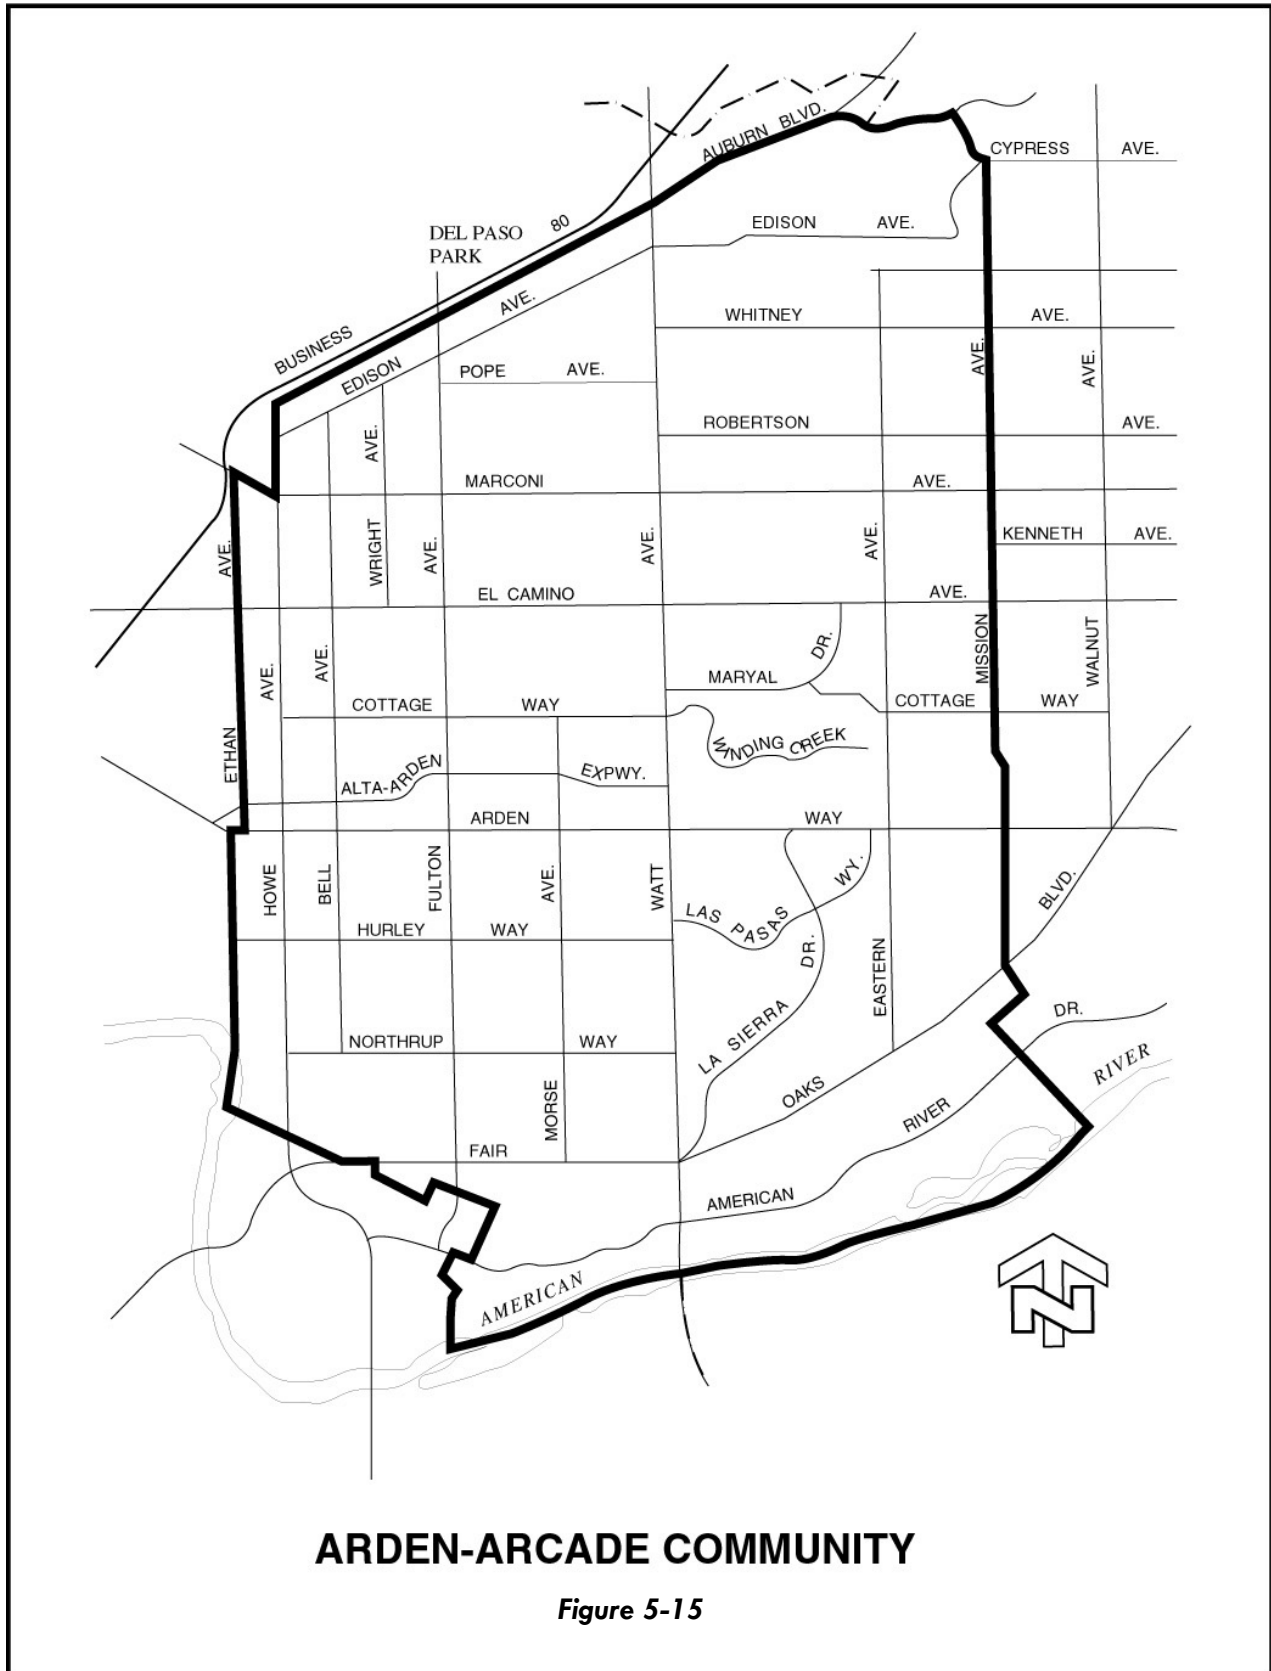 AUBURN BLVD.
CYPRESS AVE.
EDISON AVE.
DEL PASO
PARK
80
BUSINESS
EDISON AVE.
WHITNEY AVE.
POPE AVE.
ROBERTSON AVE.
MARCONI AVE.
KENNETH AVE.
EL CAMINO AVE.
ETHAN AVE.
HOWE AVE.
BELL AVE.
WRIGHT AVE.
FULTON AVE.
MORSE AVE.
WATT AVE.
EASTERN AVE.
MISSION AVE.
WALNUT AVE.
MARYAL DR.
COTTAGE WAY
COTTAGE WAY
WINDING CREEK
ALTA-ARDEN EXPWY.
ARDEN WAY
LAS PASAS WY.
HURLEY WAY
LA SIERRA DR.
NORTHRUP WAY
FAIR OAKS BLVD.
AMERICAN RIVER DR.
AMERICAN RIVER
N
ARDEN-ARCADE COMMUNITY
Figure 5-15